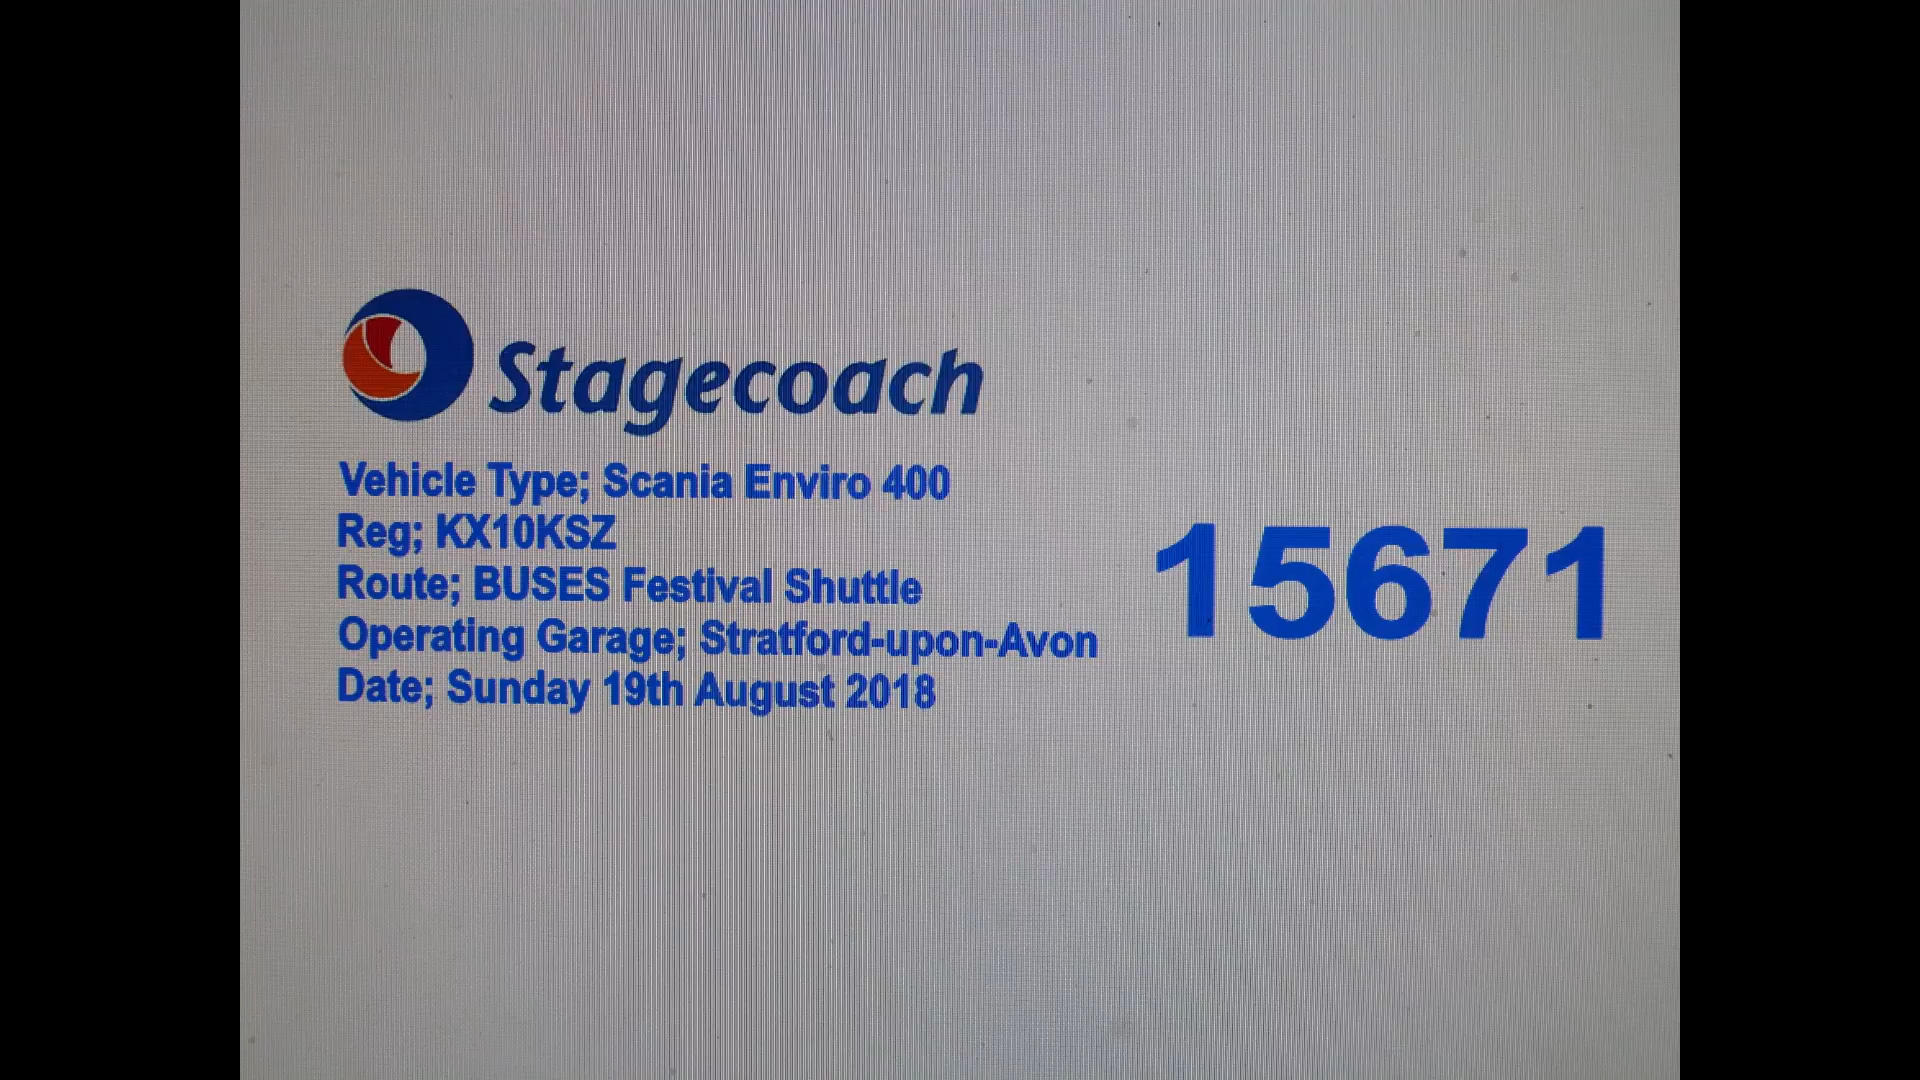 Stagecoach
Vehicle Type; Scania Enviro 400
Reg; KX10KSZ
Route; BUSES Festival Shuttle
Operating Garage; Stratford-upon-Avon
Date; Sunday 19th August 2018
15671